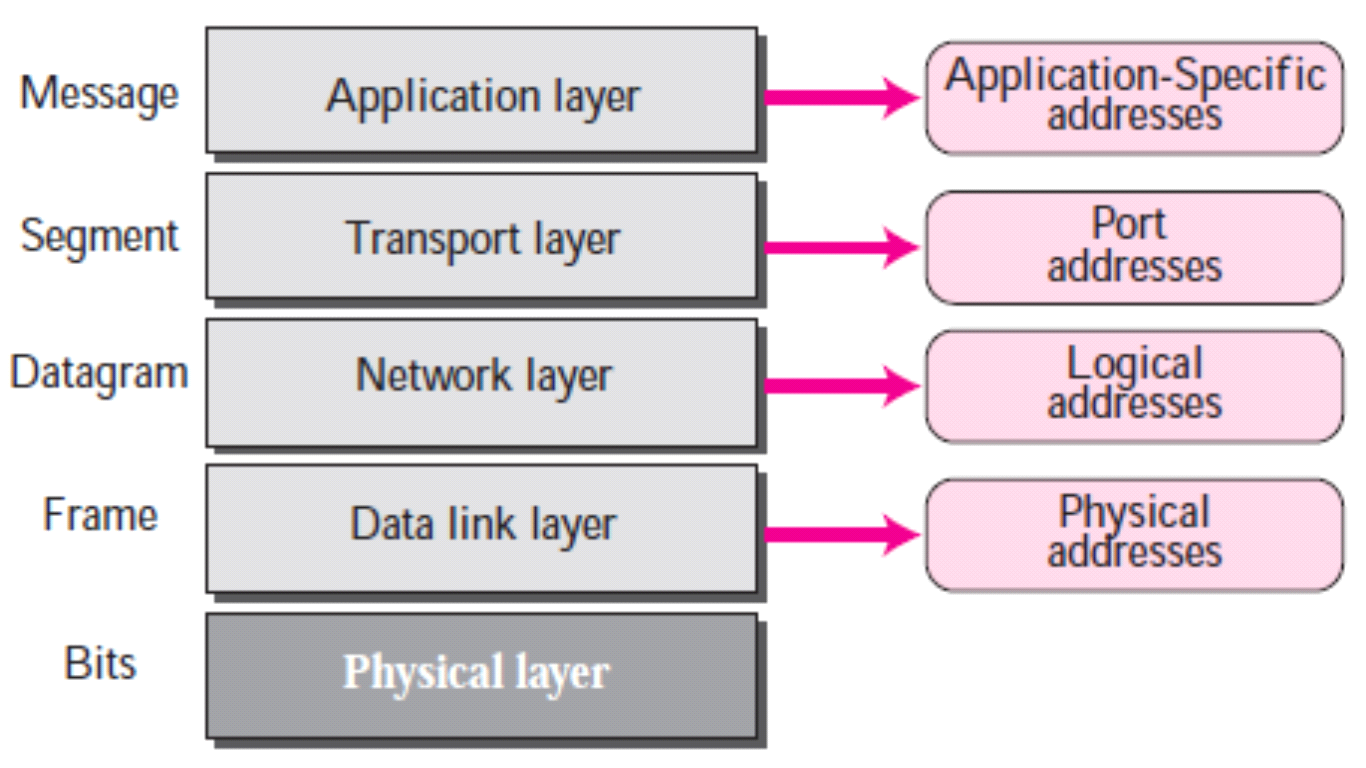 Message
Application layer
Application-Specific
addresses
Segment
Transport layer
Port
addresses
Datagram
Network layer
Logical
addresses
Frame
Data link layer
Physical
addresses
Bits
Physical layer